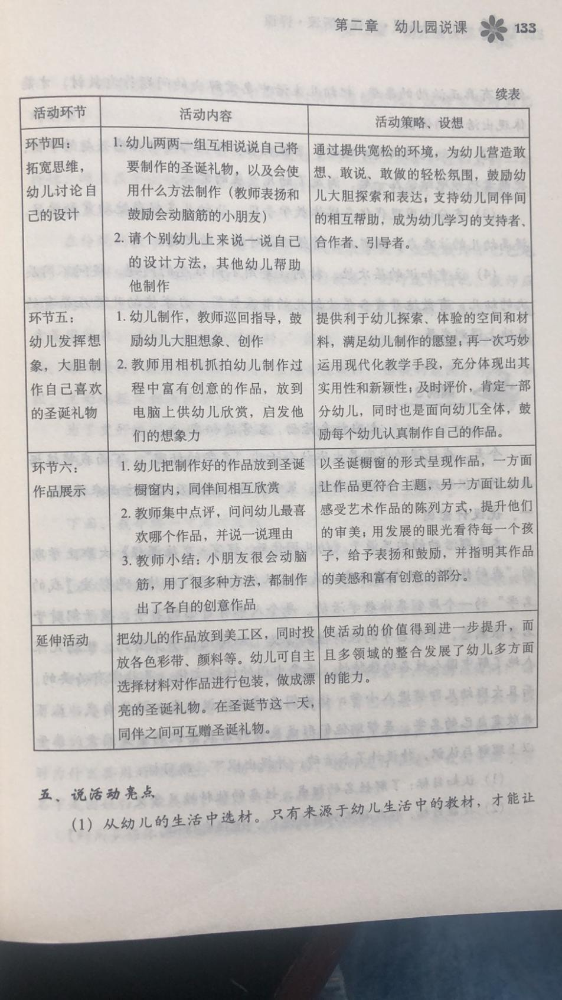 第二章 幼儿园说课 133
续表
活动环节 活动内容 活动策略、设想
环节四：
拓宽思维，
幼儿讨论自
己的设计
1. 幼儿两两一组互相说说自己将
要制作的圣诞礼物，以及会使
用什么方法制作（教师表扬和
鼓励会动脑筋的小朋友）
2. 请个别幼儿上来说一说自己
的设计方法，其他幼儿帮助
他制作
通过提供宽松的环境，为幼儿营造敢
想、敢说、敢做的轻松氛围，鼓励幼
儿大胆探索和表达；支持幼儿同伴间
的相互帮助，成为幼儿学习的支持者、
合作者、引导者。
环节五：
幼儿发挥想
象，大胆制
作自己喜欢
的圣诞礼物
1. 幼儿制作，教师巡回指导，鼓
励幼儿大胆想象、创作
2. 教师用相机抓拍幼儿制作过
程中富有创意的作品，放到
电脑上供幼儿欣赏，启发他
们的想象力
提供利于幼儿探索、体验的空间和材
料，满足幼儿制作的愿望；再一次巧妙
运用现代化教学手段，充分体现出其
实用性和新颖性；及时评价，肯定一部
分幼儿，同时也是面向幼儿全体，鼓
励每个幼儿认真制作自己的作品。
环节六：
作品展示
1. 幼儿把制作好的作品放到圣诞
橱窗内，同伴间相互欣赏
2. 教师集中点评，问问幼儿最喜
欢哪个作品，并说一说理由
3. 教师小结：小朋友很会动脑
筋，用了很多种方法，都制作
出了各自的创意作品
以圣诞橱窗的形式呈现作品，一方面
让作品更符合主题，另一方面让幼儿
感受艺术作品的陈列方式，提升他们
的审美；用发展的眼光看待每一个孩
子，给予表扬和鼓励，并指明其作品
的美感和富有创意的部分。
延伸活动
把幼儿的作品放到美工区，同时投
放各色彩带、颜料等。幼儿可自主
选择材料对作品进行包装，做成漂
亮的圣诞礼物。在圣诞节这一天，
同伴之间可互赠圣诞礼物。
使活动的价值得到进一步提升，而
且多领域的整合发展了幼儿多方面
的能力。
五、说活动亮点
（1）从幼儿的生活中选材。只有来源于幼儿生活中的教材，才能让